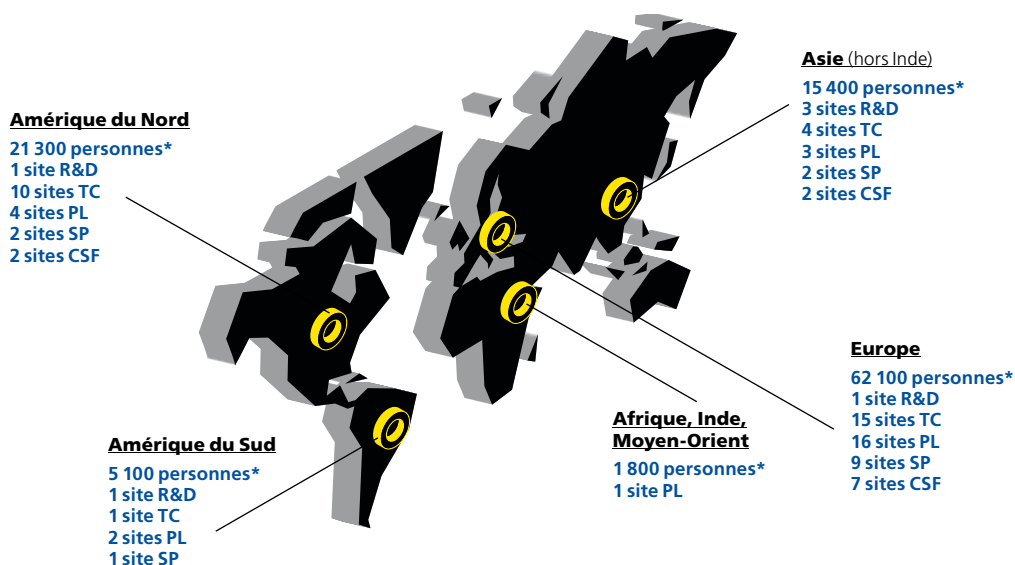 Asie (hors Inde)
15 400 personnes*
3 sites R&D
4 sites TC
3 sites PL
2 sites SP
2 sites CSF
Amérique du Nord
21 300 personnes*
1 site R&D
10 sites TC
4 sites PL
2 sites SP
2 sites CSF
Europe
62 100 personnes*
1 site R&D
15 sites TC
16 sites PL
9 sites SP
7 sites CSF
Afrique, Inde,
Moyen-Orient
1 800 personnes*
1 site PL
Amérique du Sud
5 100 personnes*
1 site R&D
1 site TC
2 sites PL
1 site SP